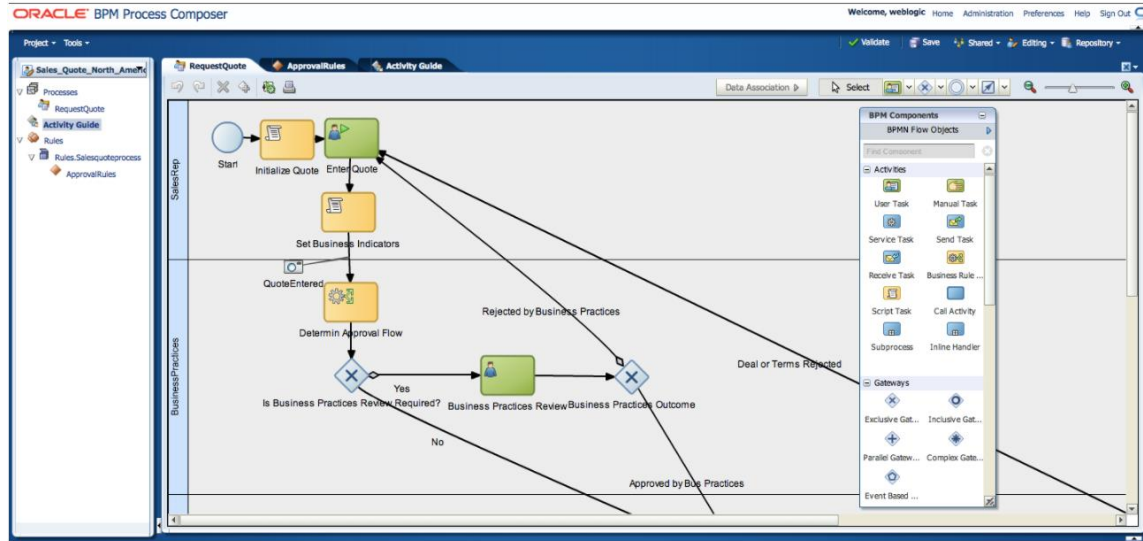 ORACLE BPM Process Composer
Welcome, weblogic Home Administration Preferences Help Sign Out
Project Tools
Validate Save Shared Editing Repository
Sales_Quote_North_Americ
Processes
RequestQuote
Activity Guide
Rules
Rules.Salesquoteprocess
ApprovalRules
RequestQuote ApprovalRules Activity Guide
Data Association Select
SalesRep
Start
Initialize Quote
Enter Quote
Set Business Indicators
QuoteEntered
BusinessPractices
Determin Approval Flow
Rejected by Business Practices
Deal or Terms Rejected
Yes
Is Business Practices Review Required?
Business Practices Review
Business Practices Outcome
No
Approved by Bus Practices
BPM Components
BPMN Flow Objects
Find Component
Activities
User Task Manual Task
Service Task Send Task
Receive Task Business Rule ...
Script Task Call Activity
Subprocess Inline Handler
Gateways
Exclusive Gat... Inclusive Gat...
Parallel Gatew... Complex Gate...
Event Based ...